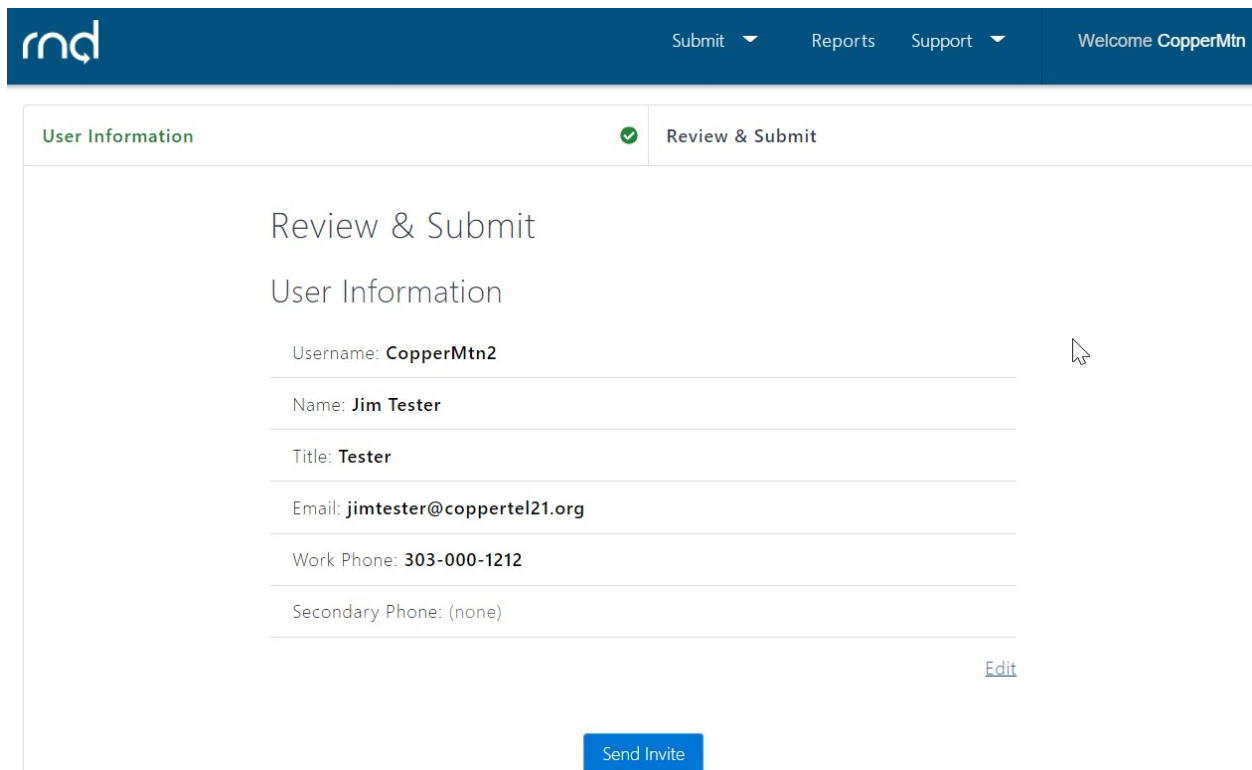 rnd
Submit Reports Support Welcome CopperMtn
User Information Review & Submit
Review & Submit
User Information
Username: CopperMtn2
Name: Jim Tester
Title: Tester
Email: jimtester@coppertel21.org
Work Phone: 303-000-1212
Secondary Phone: (none)
Edit
Send Invite